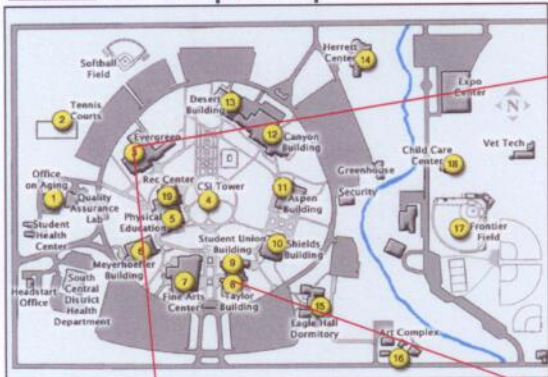 Herrett
Center
14
Softball
Field
Expo
Center
N
Tennis
Courts
2
Desert
Building
13
Evergreen
12
Canyon
Building
Vet Tech
Child Care
Center
18
Greenhouse
Office
on Aging
1
Quality
Assurance
Lab
Rec Center
19
CSI Tower
4
11
Aspen
Building
Security
Physical
Education
5
Student
Health
Center
17
Frontier
Field
Student Union
Building
9
10
Shields
Building
6
Meyerhoeffer
Building
Headstart
Office
South
Central
District
Health
Department
7
Fine Arts
Center
8
Taylor
Building
15
Eagle Hall
Dormitory
Art Complex
16